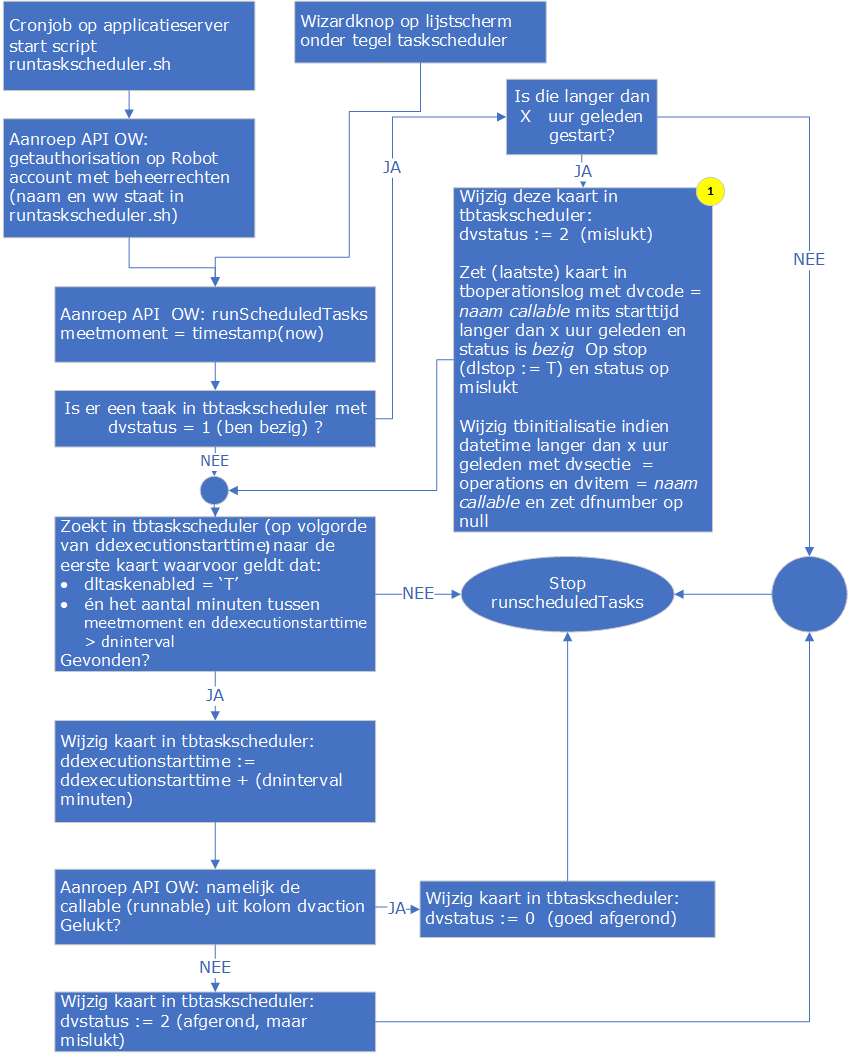 Cronjob op applicatieserver
start script
runtaskscheduler.sh
Wizardknop op lijstscherm
onder tegel taskscheduler
Is die langer dan
X uur geleden
gestart?
Aanroep API OW:
getauthorisation op Robot
account met beheerrechten
(naam en ww staat in
runtaskscheduler.sh)
JA
JA
1
Wijzig deze kaart in
tbtaskscheduler:
dvstatus := 2 (mislukt)
Zet (laatste) kaart in
tboperationslog met dvcode =
naam callable mits starttijd
langer dan x uur geleden en
status is bezig Op stop
(dlstop := T) en status op
mislukt
Wijzig tbinitialisatie indien
datetime langer dan x uur
geleden met dvsectie =
operations en dvitem = naam
callable en zet dfnumber op
null
NEE
Aanroep API OW: runScheduledTasks
meetmoment = timestamp(now)
Is er een taak in tbtaskscheduler met
dvstatus = 1 (ben bezig) ?
NEE
Zoekt in tbtaskscheduler (op volgorde
van ddexecutionstarttime) naar de
eerste kaart waarvoor geldt dat:
• dltaskenabled = ‘T’
• én het aantal minuten tussen
meetmoment en ddexecutionstarttime
> dninterval
Gevonden?
NEE
Stop
runscheduledTasks
JA
Wijzig kaart in tbtaskscheduler:
ddexecutionstarttime :=
ddexecutionstarttime + (dninterval
minuten)
Aanroep API OW: namelijk de
callable (runnable) uit kolom dvaction
Gelukt?
JA
Wijzig kaart in tbtaskscheduler:
dvstatus := 0 (goed afgerond)
NEE
Wijzig kaart in tbtaskscheduler:
dvstatus := 2 (afgerond, maar
mislukt)